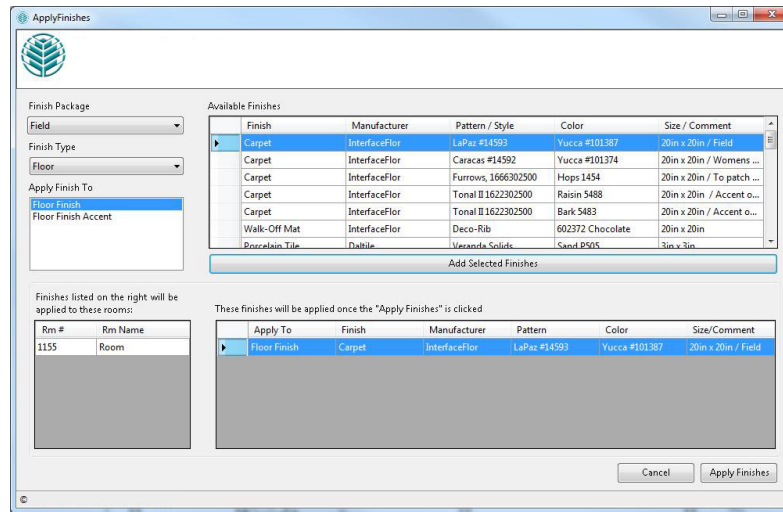 ApplyFinishes
Finish Package
Field
Finish Type
Floor
Apply Finish To
Floor Finish
Floor Finish Accent
Available Finishes
Finish Manufacturer Pattern / Style Color Size / Comment
Carpet InterfaceFlor LaPaz #14593 Yucca #101387 20in x 20in / Field
Carpet InterfaceFlor Caracas #14592 Yucca #101374 20in x 20in / Womens ...
Carpet InterfaceFlor Furrows, 1666302500 Hops 1454 20in x 20in / To patch ...
Carpet InterfaceFlor Tonal II 1622302500 Raisin 5488 20in x 20in / Accent o...
Carpet InterfaceFlor Tonal II 1622302500 Bark 5483 20in x 20in / Accent o...
Walk-Off Mat InterfaceFlor Deco-Rib 602372 Chocolate 20in x 20in
Porcelain Tile Daltile Veranda Solids Sand P505 3in x 3in
Add Selected Finishes
Finishes listed on the right will be
applied to these rooms:
Rm # Rm Name
1155 Room
These finishes will be applied once the "Apply Finishes" is clicked
Apply To Finish Manufacturer Pattern Color Size/Comment
Floor Finish Carpet InterfaceFlor LaPaz #14593 Yucca #101387 20in x 20in / Field
Cancel Apply Finishes
©